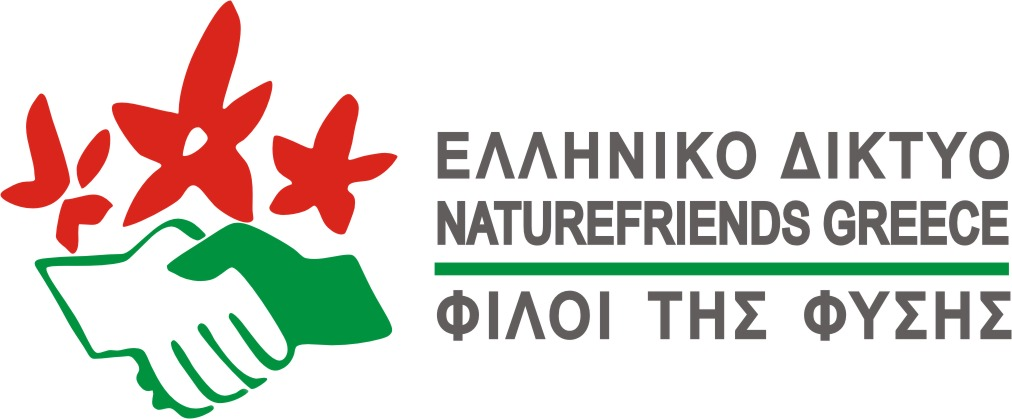 ΕΛΛΗΝΙΚΟ ΔΙΚΤΥΟ
NATUREFRIENDS GREECE
ΦΙΛΟΙ ΤΗΣ ΦΥΣΗΣ